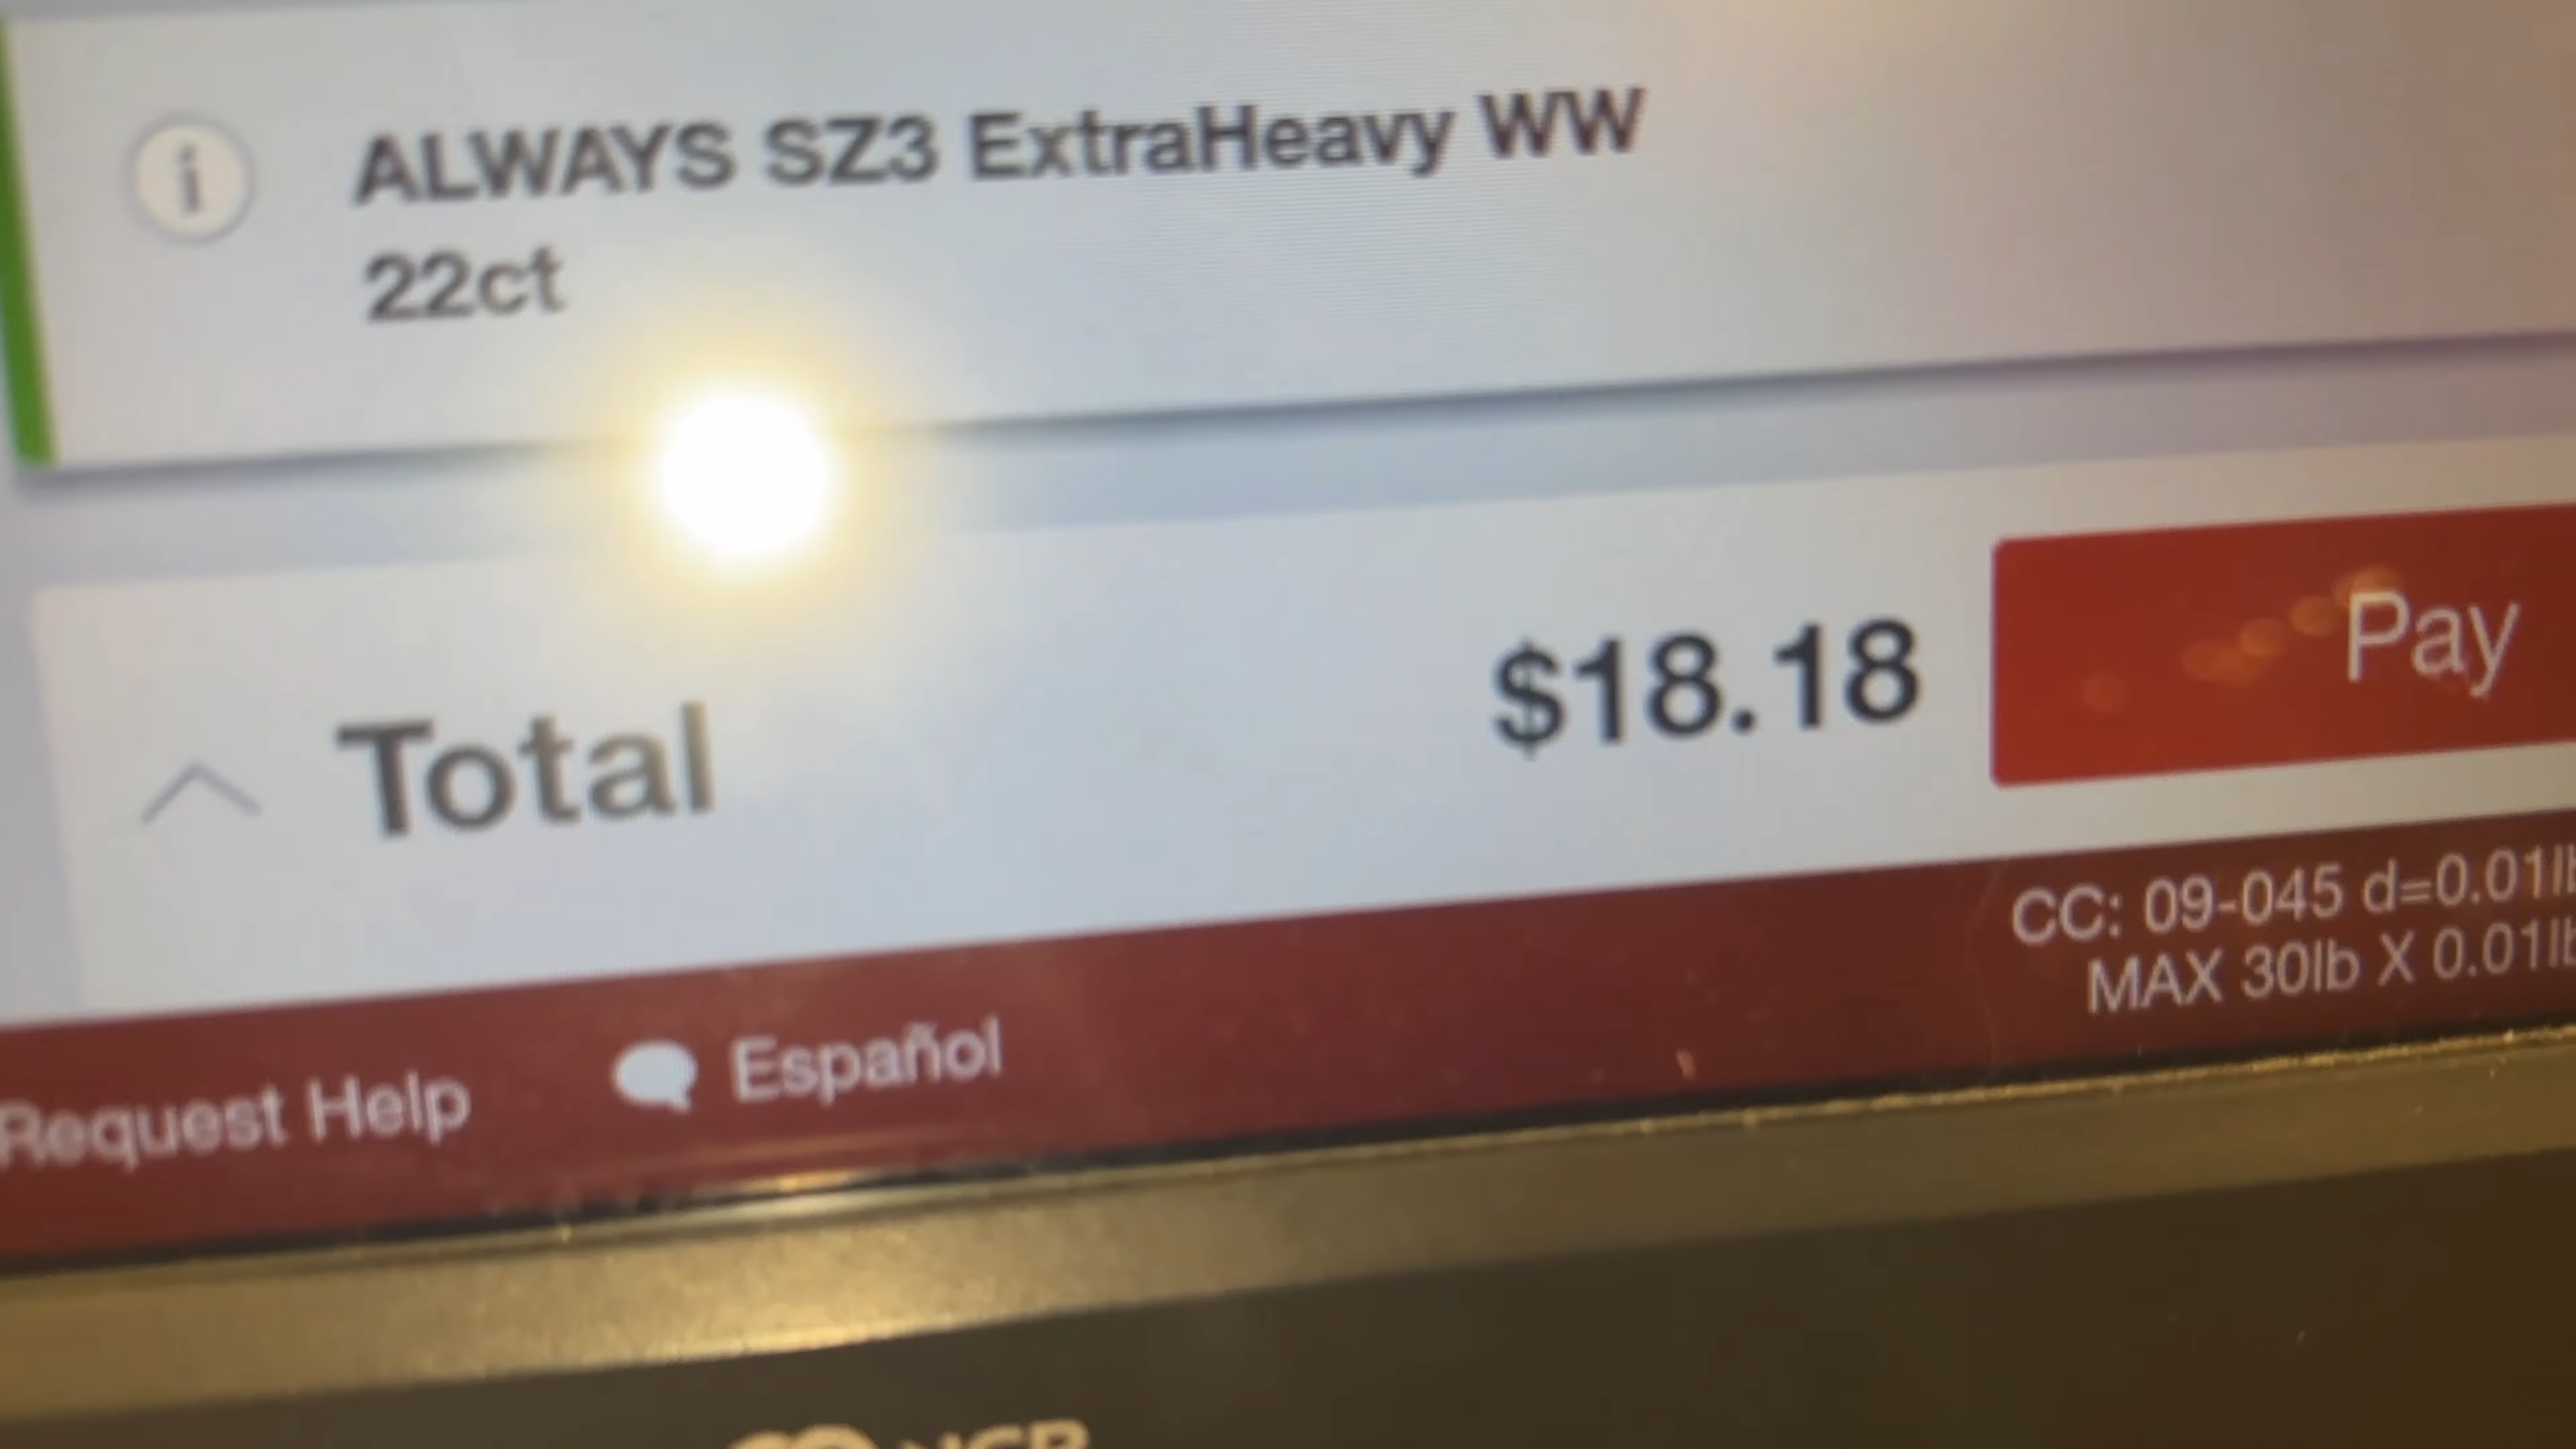 i
ALWAYS SZ3 ExtraHeavy WW
22ct
Total
$18.18
Pay
CC: 09-045 d=0.01lb
MAX 30lb X 0.01lb
Request Help
Español
NCR